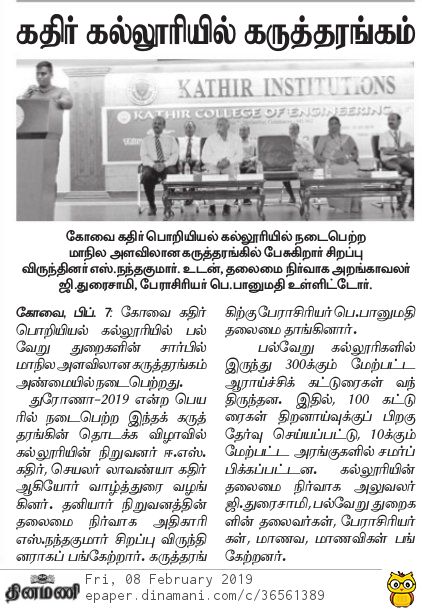 கதிர் கல்லூரியில் கருத்தரங்கம்
KATHIR INSTITUTIONS
KATHIR COLLEGE OF ENGINEERING
கோவை கதிர் பொறியியல் கல்லூரியில் நடைபெற்ற
மாநில அளவிலான கருத்தரங்கில் பேசுகிறார் சிறப்பு
விருந்தினர் எஸ்.நந்தகுமார். உடன், தலைமை நிர்வாக அறங்காவலர்
ஜி.துரைசாமி, பேராசிரியர் பெ.பானுமதி உள்ளிட்டோர்.
கோவை, பிப். 7: கோவை கதிர்
பொறியியல் கல்லூரியில் பல்
வேறு துறைகளின் சார்பில்
மாநில அளவிலான கருத்தரங்கம்
அண்மையில் நடைபெற்றது.
துரோணா-2019 என்ற பெய
ரில் நடைபெற்ற இந்தக் கருத்
தரங்கின் தொடக்க விழாவில்
கல்லூரியின் நிறுவனர் ஈ.எஸ்.
கதிர், செயலர் லாவண்யா கதிர்
ஆகியோர் வாழ்த்துரை வழங்
கினர். தனியார் நிறுவனத்தின்
தலைமை நிர்வாக அதிகாரி
எஸ்.நந்தகுமார் சிறப்பு விருந்தி
னராகப் பங்கேற்றார். கருத்தரங்
கிற்கு பேராசிரியர் பெ.பானுமதி
தலைமை தாங்கினார்.
பல்வேறு கல்லூரிகளில்
இருந்து 300க்கும் மேற்பட்ட
ஆராய்ச்சிக் கட்டுரைகள் வந்
திருந்தன. இதில், 100 கட்டு
ரைகள் திறனாய்வுக்குப் பிறகு
தேர்வு செய்யப்பட்டு, 10க்கும்
மேற்பட்ட அரங்குகளில் சமர்ப்
பிக்கப்பட்டன. கல்லூரியின்
தலைமை நிர்வாக அலுவலர்
ஜி.துரைசாமி, பல்வேறு துறைக
ளின் தலைவர்கள், பேராசிரியர்
கள், மாணவ, மாணவிகள் பங்
கேற்றனர்.
தினமணி
Fri, 08 February 2019
epaper.dinamani.com/c/36561389